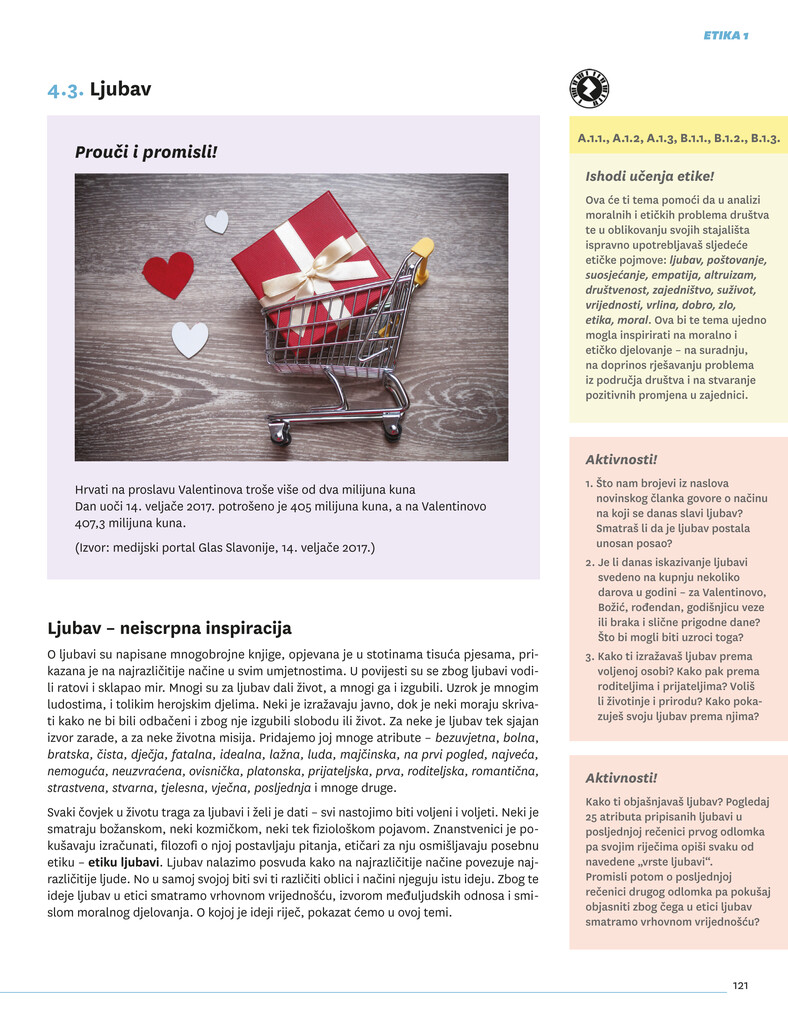 ETIKA 1
4.3. Ljubav
Prouči i promisli!
Hrvati na proslavu Valentinova troše više od dva milijuna kuna
Dan uoči 14. veljače 2017. potrošeno je 405 milijuna kuna, a na Valentinovo
407,3 milijuna kuna.
(Izvor: medijski portal Glas Slavonije, 14. veljače 2017.)
Ljubav – neiscrpna inspiracija
O ljubavi su napisane mnogobrojne knjige, opjevana je u stotinama tisuća pjesama, pri-
kazana je na najrazličitije načine u svim umjetnostima. U povijesti su se zbog ljubavi vodi-
li ratovi i sklapao mir. Mnogi su za ljubav dali život, a mnogi ga i izgubili. Uzrok je mnogim
ludostima, i tolikim herojskim djelima. Neki je izražavaju javno, dok je neki moraju skriva-
ti kako ne bi bili odbačeni i zbog nje izgubili slobodu ili život. Za neke je ljubav tek sjajan
izvor zarade, a za neke životna misija. Pridajemo joj mnoge atribute – bezuvjetna, bolna,
bratska, čista, dječja, fatalna, idealna, lažna, luda, majčinska, na prvi pogled, najveća,
nemoguća, neuzvraćena, ovisnička, platonska, prijateljska, prva, roditeljska, romantična,
strastvena, stvarna, tjelesna, vječna, posljednja i mnoge druge.
Svaki čovjek u životu traga za ljubavi i želi je dati – svi nastojimo biti voljeni i voljeti. Neki je
smatraju božanskom, neki kozmičkom, neki tek fiziološkom pojavom. Znanstvenici je po-
kušavaju izračunati, filozofi o njoj postavljaju pitanja, etičari za nju osmišljavaju posebnu
etiku – etiku ljubavi. Ljubav nalazimo posvuda kako na najrazličitije načine povezuje naj-
različitije ljude. No u samoj svojoj biti svi ti različiti oblici i načini njeguju istu ideju. Zbog te
ideje ljubav u etici smatramo vrhovnom vrijednošću, izvorom međuljudskih odnosa i smi-
slom moralnog djelovanja. O kojoj je ideji riječ, pokazat ćemo u ovoj temi.
A.1.1., A.1.2, A.1.3, B.1.1., B.1.2., B.1.3.
Ishodi učenja etike!
Ova će ti tema pomoći da u analizi
moralnih i etičkih problema društva
te u oblikovanju svojih stajališta
ispravno upotrebljavaš sljedeće
etičke pojmove: ljubav, poštovanje,
suosjećanje, empatija, altruizam,
društvenost, zajedništvo, suživot,
vrijednosti, vrlina, dobro, zlo,
etika, moral. Ova bi te tema ujedno
mogla inspirirati na moralno i
etičko djelovanje – na suradnju,
na doprinos rješavanju problema
iz područja društva i na stvaranje
pozitivnih promjena u zajednici.
Aktivnosti!
1. Što nam brojevi iz naslova
novinskog članka govore o načinu
na koji se danas slavi ljubav?
Smatraš li da je ljubav postala
unosan posao?
2. Je li danas iskazivanje ljubavi
svedeno na kupnju nekoliko
darova u godini – za Valentinovo,
Božić, rođendan, godišnjicu veze
ili braka i slične prigodne dane?
Što bi mogli biti uzroci toga?
3. Kako ti izražavaš ljubav prema
voljenoj osobi? Kako pak prema
roditeljima i prijateljima? Voliš
li životinje i prirodu? Kako poka-
zuješ svoju ljubav prema njima?
Aktivnosti!
Kako ti objašnjavaš ljubav? Pogledaj
25 atributa pripisanih ljubavi u
posljednjoj rečenici prvog odlomka
pa svojim riječima opiši svaku od
navedene „vrste ljubavi“.
Promisli potom o posljednjoj
rečenici drugog odlomka pa pokušaj
objasniti zbog čega u etici ljubav
smatramo vrhovnom vrijednošću?
121